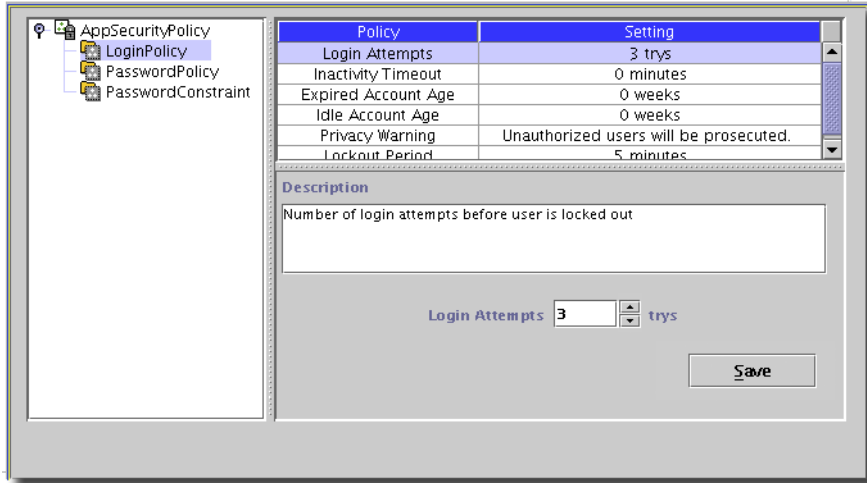 AppSecurityPolicy
LoginPolicy
PasswordPolicy
PasswordConstraint
Policy Setting
Login Attempts 3 trys
Inactivity Timeout 0 minutes
Expired Account Age 0 weeks
Idle Account Age 0 weeks
Privacy Warning Unauthorized users will be prosecuted.
Lockout Period 5 minutes
Description
Number of login attempts before user is locked out
Login Attempts 3 trys
Save